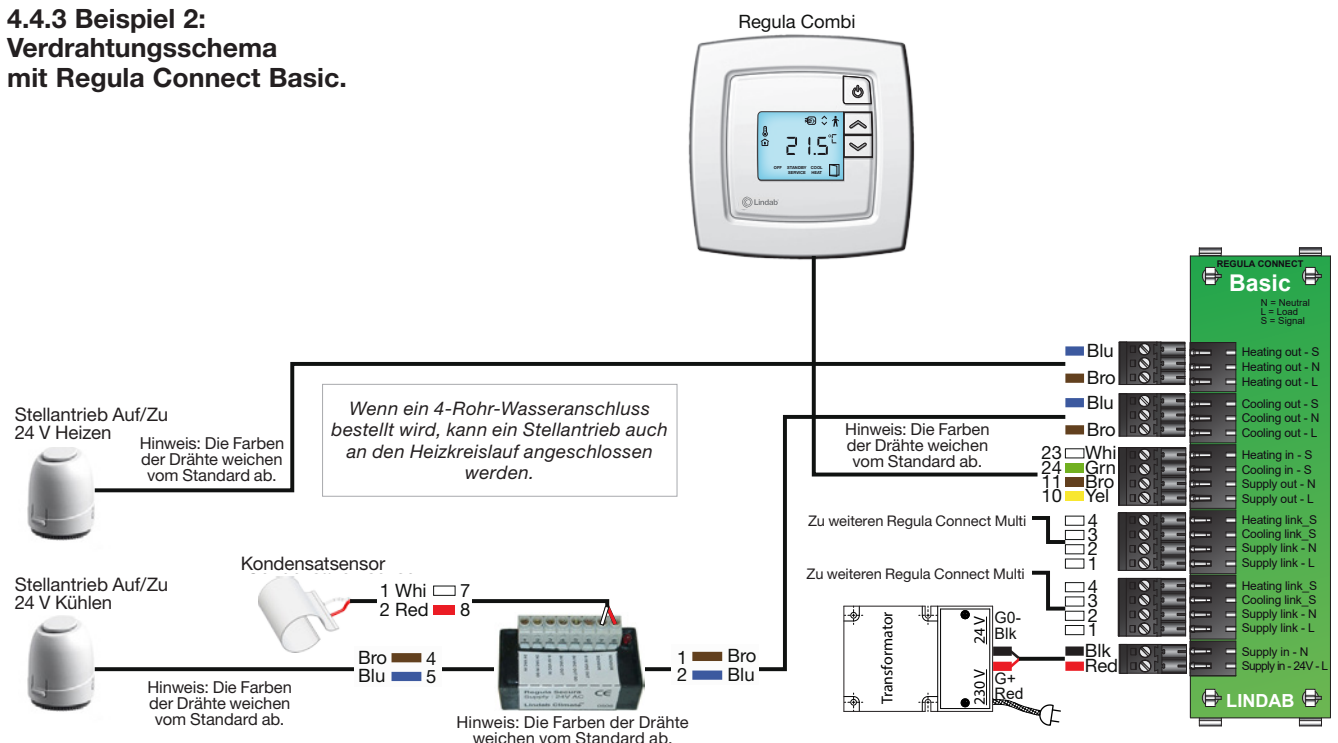 4.4.3 Beispiel 2:
Verdrahtungsschema
mit Regula Connect Basic.
Regula Combi
21.5 °C
OFF STANDBY COOL
SERVICE HEAT
Lindab
REGULA CONNECT
Basic
N = Neutral
L = Load
S = Signal
Blu
Bro
Heating out - S
Heating out - N
Heating out - L
Blu
Bro
Cooling out - S
Cooling out - N
Cooling out - L
Stellantrieb Auf/Zu
24 V Heizen
Hinweis: Die Farben
der Drähte weichen
vom Standard ab.
Wenn ein 4-Rohr-Wasseranschluss
bestellt wird, kann ein Stellantrieb auch
an den Heizkreislauf angeschlossen
werden.
Hinweis: Die Farben
der Drähte weichen
vom Standard ab.
23 Whi
24 Grn
11 Bro
10 Yel
Heating in - S
Cooling in - S
Supply out - N
Supply out - L
Zu weiteren Regula Connect Multi
4
3
2
1
Heating link_S
Cooling link_S
Supply link - N
Supply link - L
Zu weiteren Regula Connect Multi
4
3
2
1
Heating link_S
Cooling link_S
Supply link - N
Supply link - L
Kondensatsensor
1 Whi 7
2 Red 8
Stellantrieb Auf/Zu
24 V Kühlen
Bro 4
Blu 5
Hinweis: Die Farben
der Drähte weichen
vom Standard ab.
Regula Secure
Supply - 24V AC
Lindab Climate
CE
1 Bro
2 Blu
Hinweis: Die Farben der Drähte
weichen vom Standard ab.
Transformator
230 V
24 V
G0-
Blk
G+
Red
Blk
Red
Supply in - N
Supply in - 24V - L
LINDAB